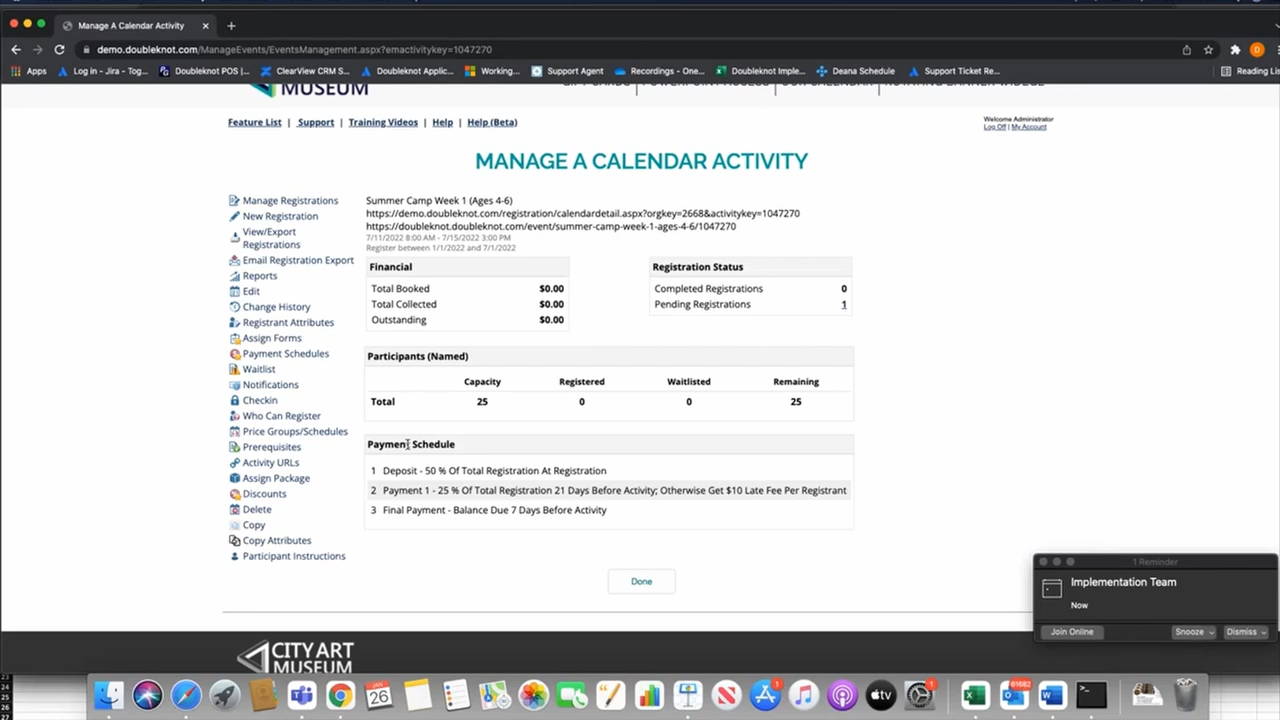 Manage A Calendar Activity
demo.doubleknot.com/ManageEvents/EventsManagement.aspx?emactivitykey=1047270
Apps
Log in - Jira - Tog...
Doubleknot POS |...
ClearView CRM S...
Doubleknot Applic...
Working...
Support Agent
Recordings - One...
Doubleknot Imple...
Deana Schedule
Support Ticket Re...
Reading List
MUSEUM
Feature List | Support | Training Videos | Help | Help (Beta)
Welcome Administrator
Log Off | My Account
MANAGE A CALENDAR ACTIVITY
Manage Registrations
New Registration
View/Export
Registrations
Email Registration Export
Reports
Edit
Change History
Registrant Attributes
Assign Forms
Payment Schedules
Waitlist
Notifications
Checkin
Who Can Register
Price Groups/Schedules
Prerequisites
Activity URLs
Assign Package
Discounts
Delete
Copy
Copy Attributes
Participant Instructions
Summer Camp Week 1 (Ages 4-6)
https://demo.doubleknot.com/registration/calendardetail.aspx?orgkey=2668&activitykey=1047270
https://doubleknot.com/event/summer-camp-week-1-ages-4-6/1047270
7/11/2022 8:00 AM - 7/15/2022 3:00 PM
Register between 1/1/2022 and 7/1/2022
Financial
Total Booked $0.00
Total Collected $0.00
Outstanding $0.00
Registration Status
Completed Registrations 0
Pending Registrations 1
Participants (Named)
Capacity Registered Waitlisted Remaining
Total 25 0 0 25
Payment Schedule
1 Deposit - 50 % Of Total Registration At Registration
2 Payment 1 - 25 % Of Total Registration 21 Days Before Activity; Otherwise Get $10 Late Fee Per Registrant
3 Final Payment - Balance Due 7 Days Before Activity
Done
1 Reminder
Implementation Team
Now
Join Online
Snooze
Dismiss
CITY ART
MUSEUM
23
24
25
26
27
JAN
26
tv
1
61682
1